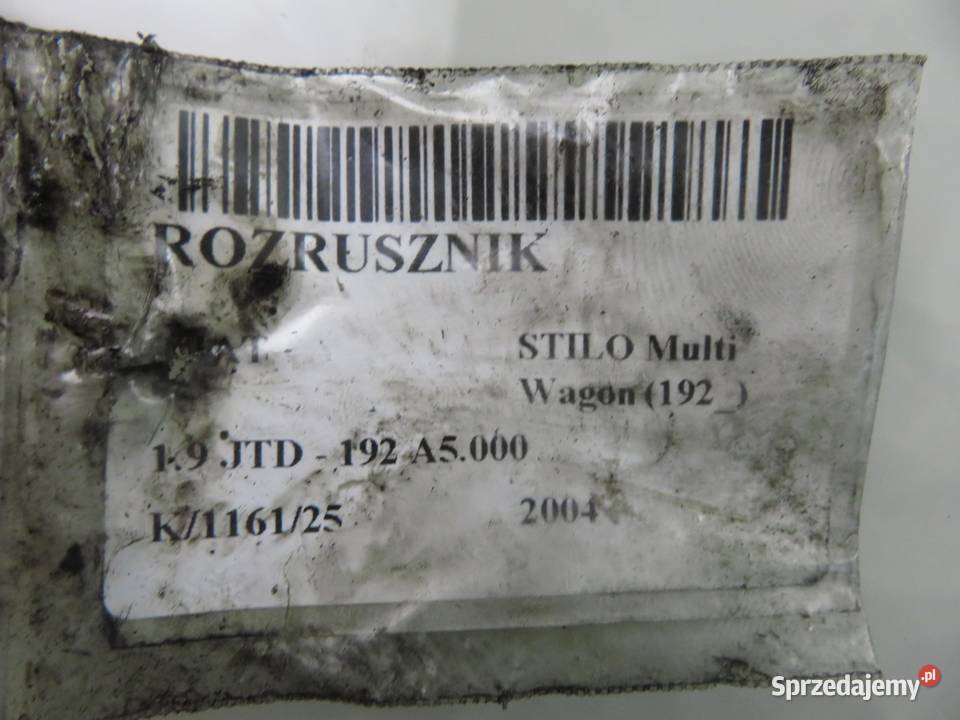 ROZRUSZNIK
STILO Multi
Wagon (192_)
1.9 JTD - 192 A5.000
K/1161/25 2004
Sprzedajemy.pl